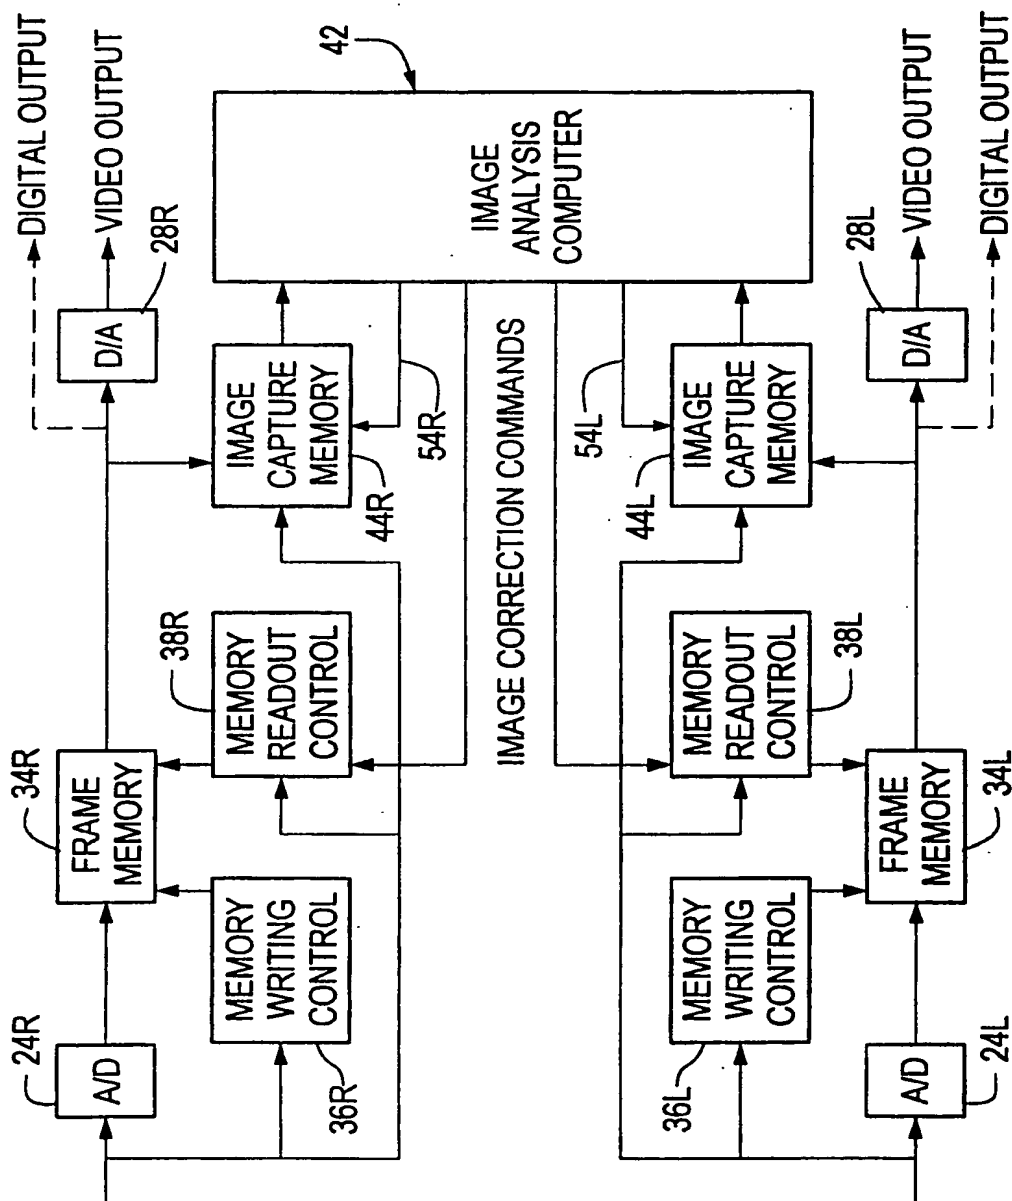 24R
A/D
36R
MEMORY
WRITING
CONTROL
34R
FRAME
MEMORY
38R
MEMORY
READOUT
CONTROL
44R
IMAGE
CAPTURE
MEMORY
54R
D/A
28R
DIGITAL OUTPUT
VIDEO OUTPUT
42
IMAGE
ANALYSIS
COMPUTER
IMAGE CORRECTION COMMANDS
36L
MEMORY
WRITING
CONTROL
A/D
24L
MEMORY
READOUT
CONTROL
38L
FRAME
MEMORY
34L
54L
44L
IMAGE
CAPTURE
MEMORY
28L
D/A
VIDEO OUTPUT
DIGITAL OUTPUT